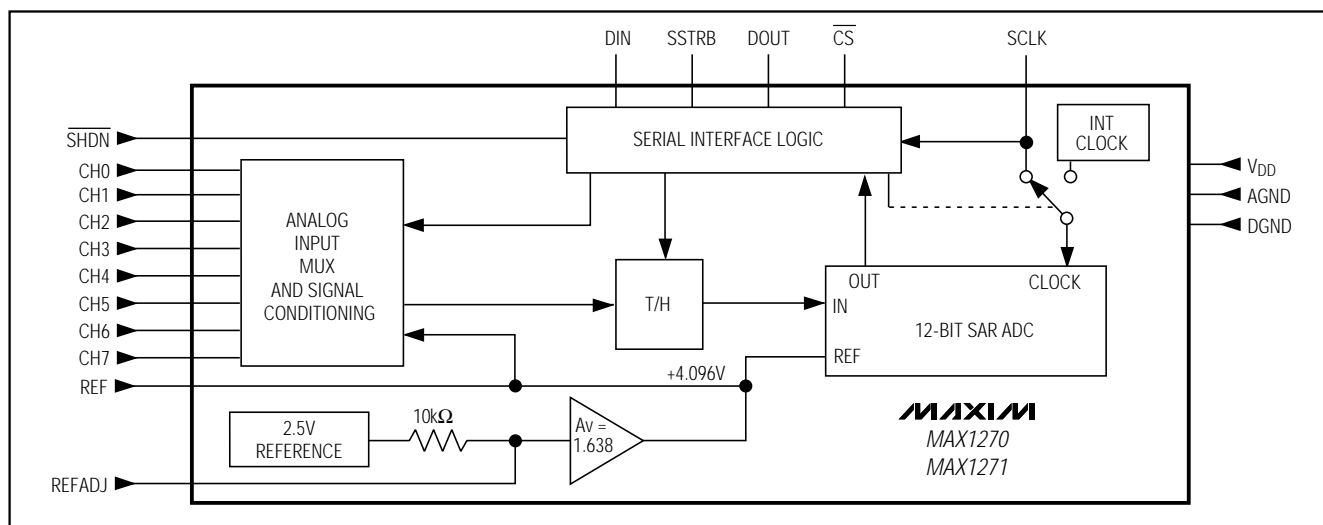 DIN SSTRB DOUT CS SCLK
SERIAL INTERFACE LOGIC
INT
CLOCK
SHDN
CH0
CH1
CH2
CH3
CH4
CH5
CH6
CH7
REF
REFADJ
ANALOG
INPUT
MUX
AND SIGNAL
CONDITIONING
T/H
OUT CLOCK
IN
12-BIT SAR ADC
REF
VDD
AGND
DGND
+4.096V
2.5V
REFERENCE
10kΩ
Av =
1.638
MAXIM
MAX1270
MAX1271